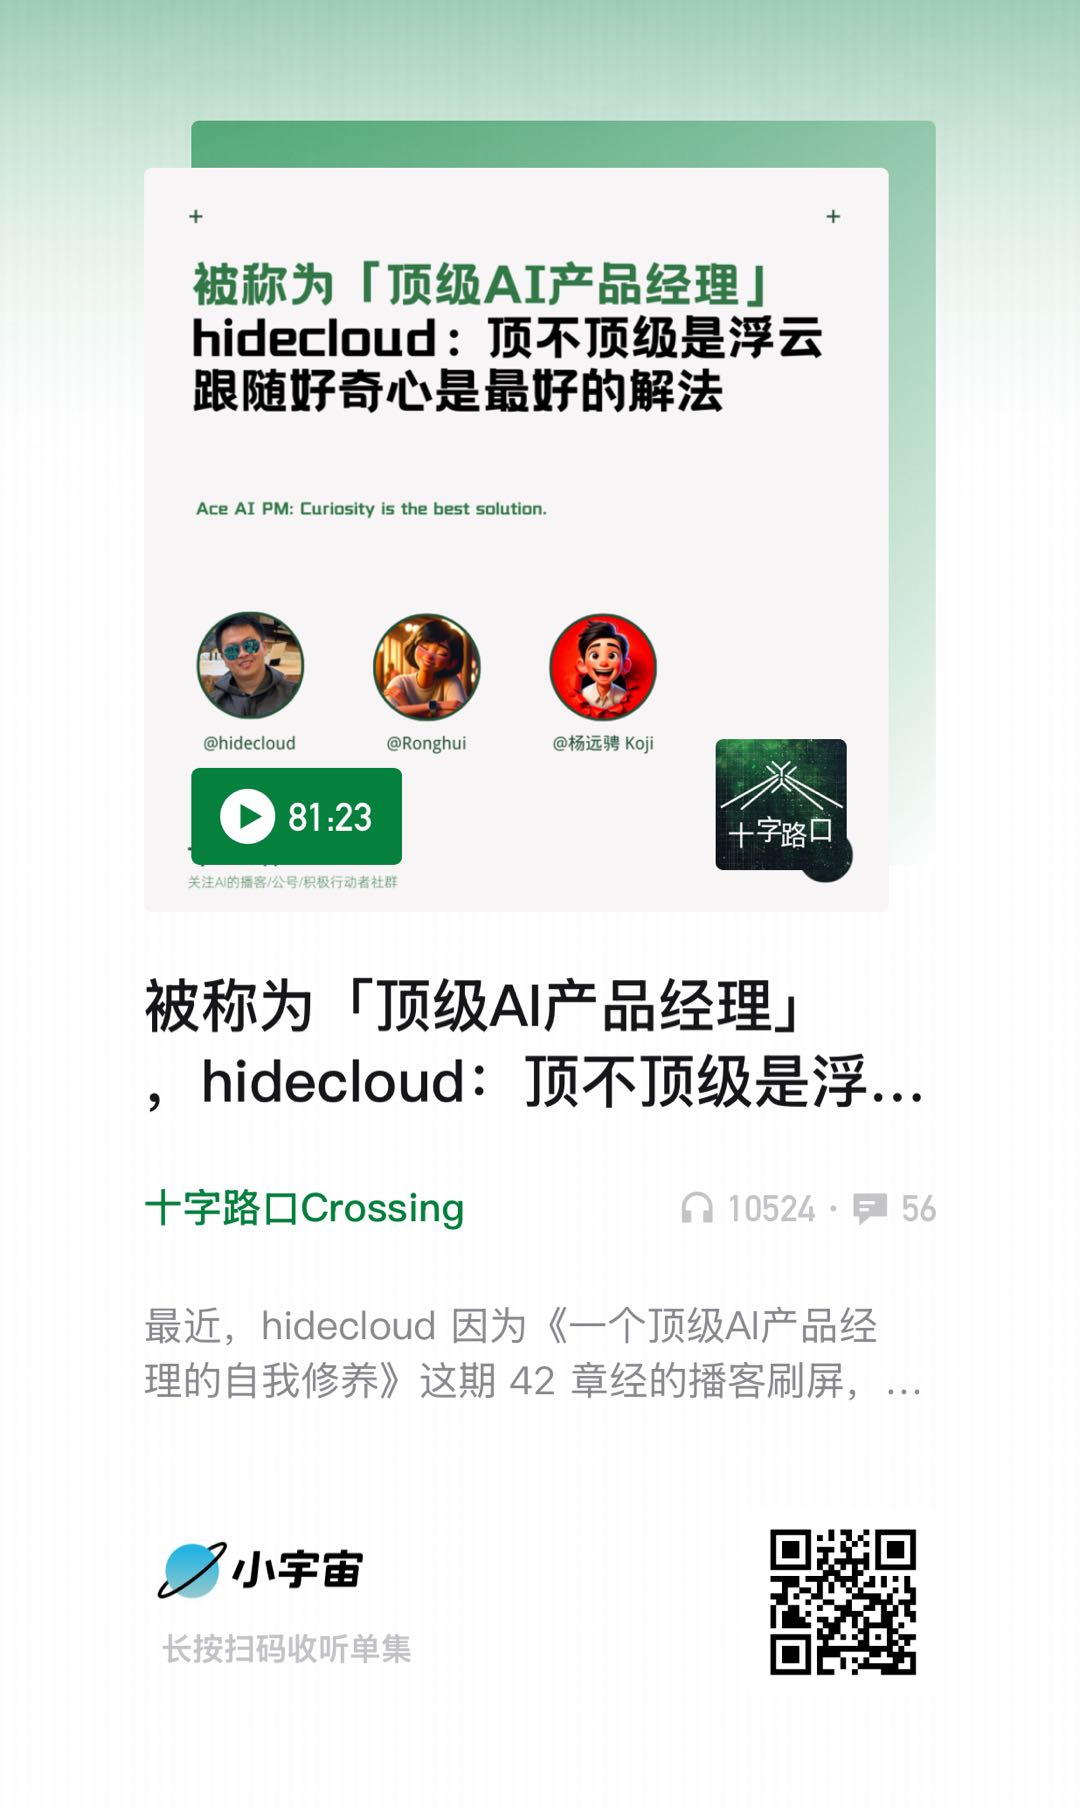 被称为「顶级AI产品经理」
hidecloud：顶不顶级是浮云
跟随好奇心是最好的解法
Ace AI PM: Curiosity is the best solution.
@hidecloud
@Ronghui
@杨远骋 Koji
81:23
十字路口
关注AI的播客/公号/积极行动者社群
被称为「顶级AI产品经理」
，hidecloud：顶不顶级是浮...
十字路口Crossing
10524 · 56
最近，hidecloud 因为《一个顶级AI产品经
理的自我修养》这期 42 章经的播客刷屏，...
小宇宙
长按扫码收听单集